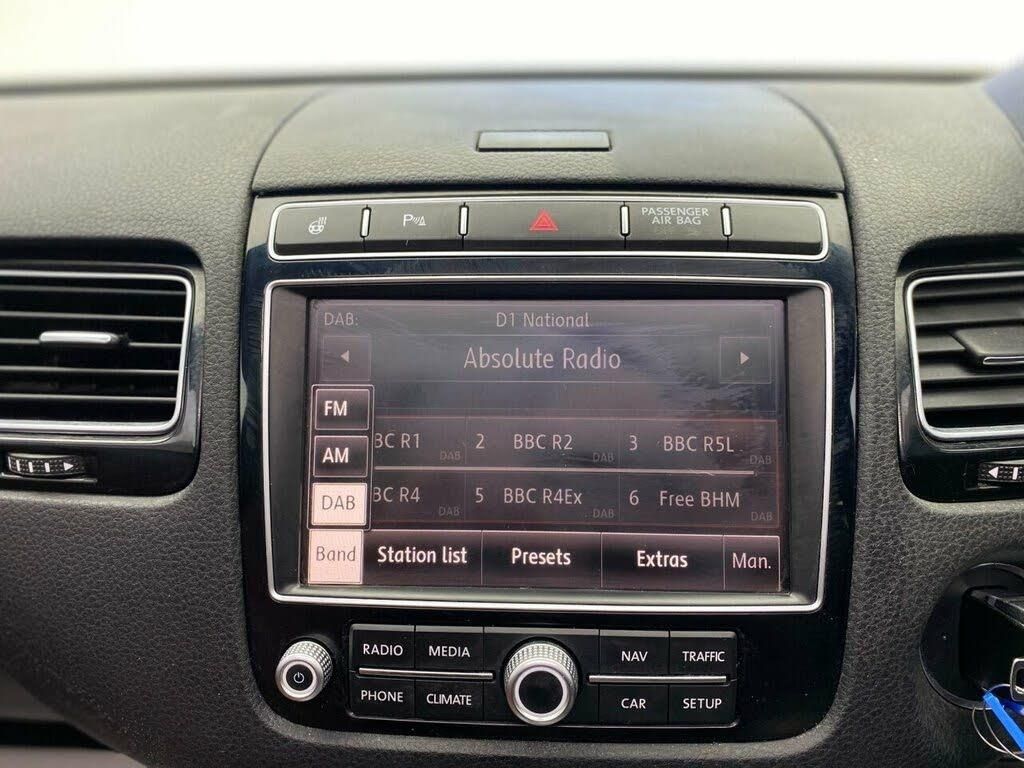 P
PASSENGER
AIR BAG
DAB:
D1 National
Absolute Radio
FM
AM
DAB
Band
BC R1
DAB
2 BBC R2
DAB
3 BBC R5L
DAB
BC R4
DAB
5 BBC R4Ex
DAB
6 Free BHM
DAB
Station list
Presets
Extras
Man.
RADIO
MEDIA
NAV
TRAFFIC
PHONE
CLIMATE
CAR
SETUP